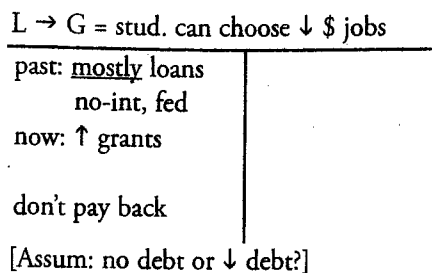 L → G = stud. can choose ↓ $ jobs
past: mostly loans
no-int, fed
now: ↑ grants
don't pay back
[Assum: no debt or ↓ debt?]